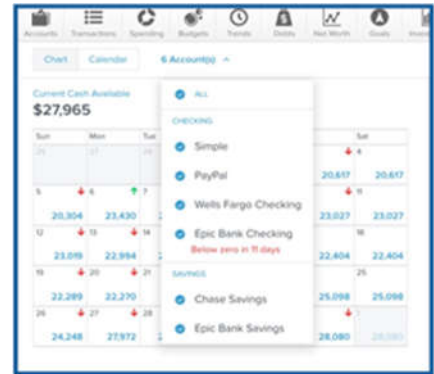 Accounts Transactions Spending Budgets Trends Debts Net Worth Goals
Chart Calendar 6 Account(s)
Current Cash Available
$27,965
ALL
CHECKING
Simple
PayPal
Wells Fargo Checking
Epic Bank Checking
Below zero in 11 days
SAVINGS
Chase Savings
Epic Bank Savings
Sun Mon Tue Sat
4
20,617 20,617
5 6 7 11
20,304 23,430 23,027 23,027
12 13 14 18
23,019 22,994 22,404 22,404
19 20 21 25
22,289 22,270 25,098 25,098
26 27 28
24,248 27,972 28,080 28,080